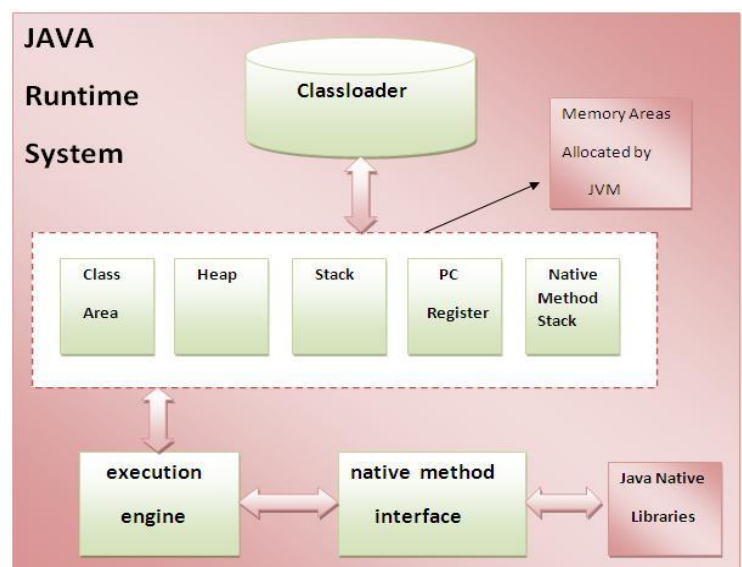 JAVA
Runtime
System
Classloader
Memory Areas
Allocated by
JVM
Class
Area
Heap
Stack
PC
Register
Native
Method
Stack
execution
engine
native method
interface
Java Native
Libraries